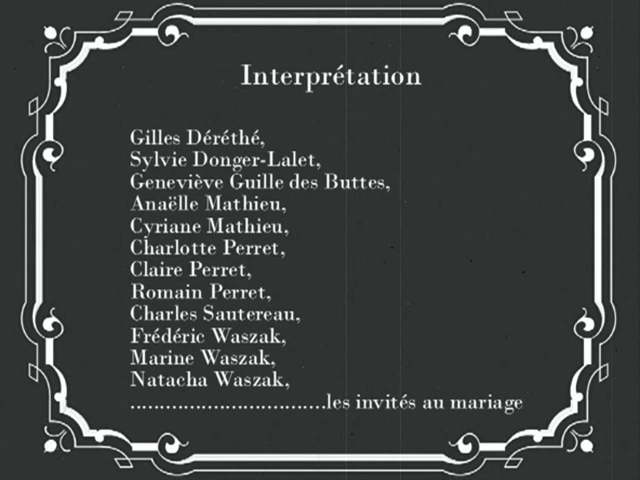 Interprétation
Gilles Déréthé,
Sylvie Donger-Lalet,
Geneviève Guille des Buttes,
Anaëlle Mathieu,
Cyriane Mathieu,
Charlotte Perret,
Claire Perret,
Romain Perret,
Charles Sautereau,
Frédéric Waszak,
Marine Waszak,
Natacha Waszak,
.................................les invités au mariage